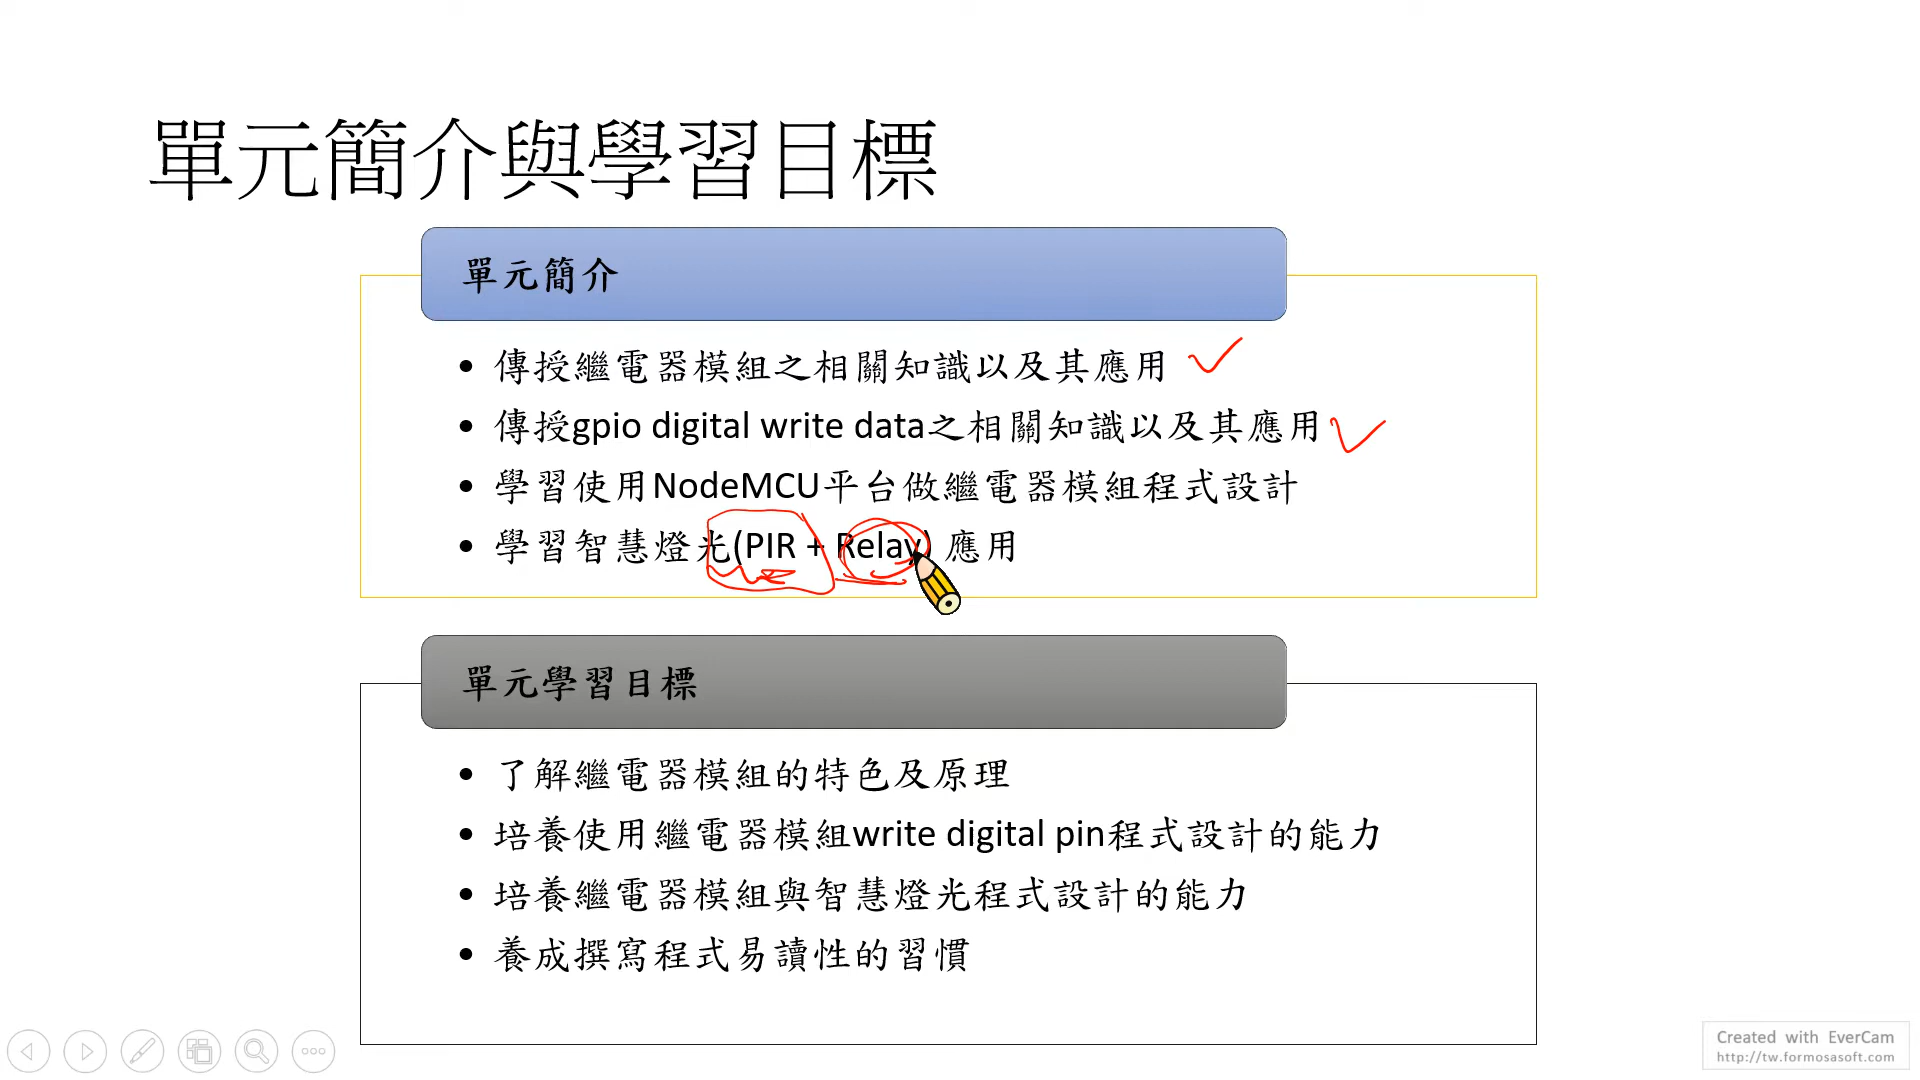 單元簡介與學習目標
單元簡介
• 傳授繼電器模組之相關知識以及其應用
• 傳授gpio digital write data之相關知識以及其應用
• 學習使用NodeMCU平台做繼電器模組程式設計
• 學習智慧燈光(PIR + Relay) 應用
單元學習目標
• 了解繼電器模組的特色及原理
• 培養使用繼電器模組write digital pin程式設計的能力
• 培養繼電器模組與智慧燈光程式設計的能力
• 養成撰寫程式易讀性的習慣
Created with EverCam
http://tw.formosasoft.com